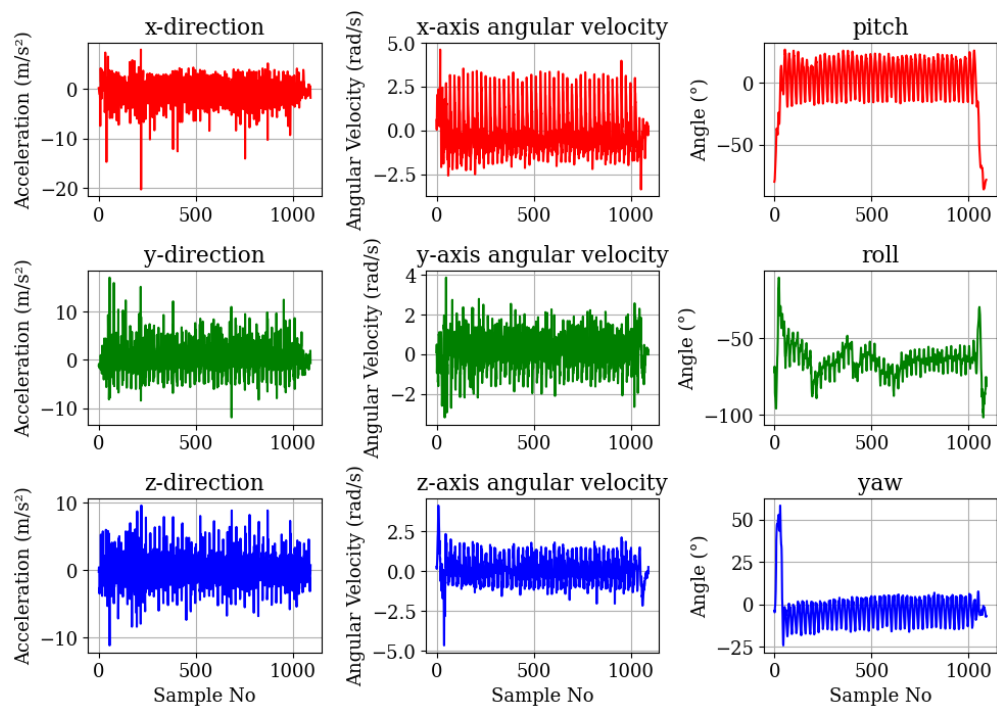 x-direction
x-axis angular velocity
pitch
Acceleration (m/s²)
0
−10
−20
0
500
1000
Angular Velocity (rad/s)
5.0
2.5
0.0
−2.5
0
500
1000
Angle (°)
0
−50
0
500
1000
y-direction
y-axis angular velocity
roll
Acceleration (m/s²)
10
0
−10
0
500
1000
Angular Velocity (rad/s)
4
2
0
−2
0
500
1000
Angle (°)
−50
−100
0
500
1000
z-direction
z-axis angular velocity
yaw
Acceleration (m/s²)
10
0
−10
0
500
1000
Sample No
Angular Velocity (rad/s)
2.5
0.0
−2.5
−5.0
0
500
1000
Sample No
Angle (°)
50
25
0
−25
0
500
1000
Sample No